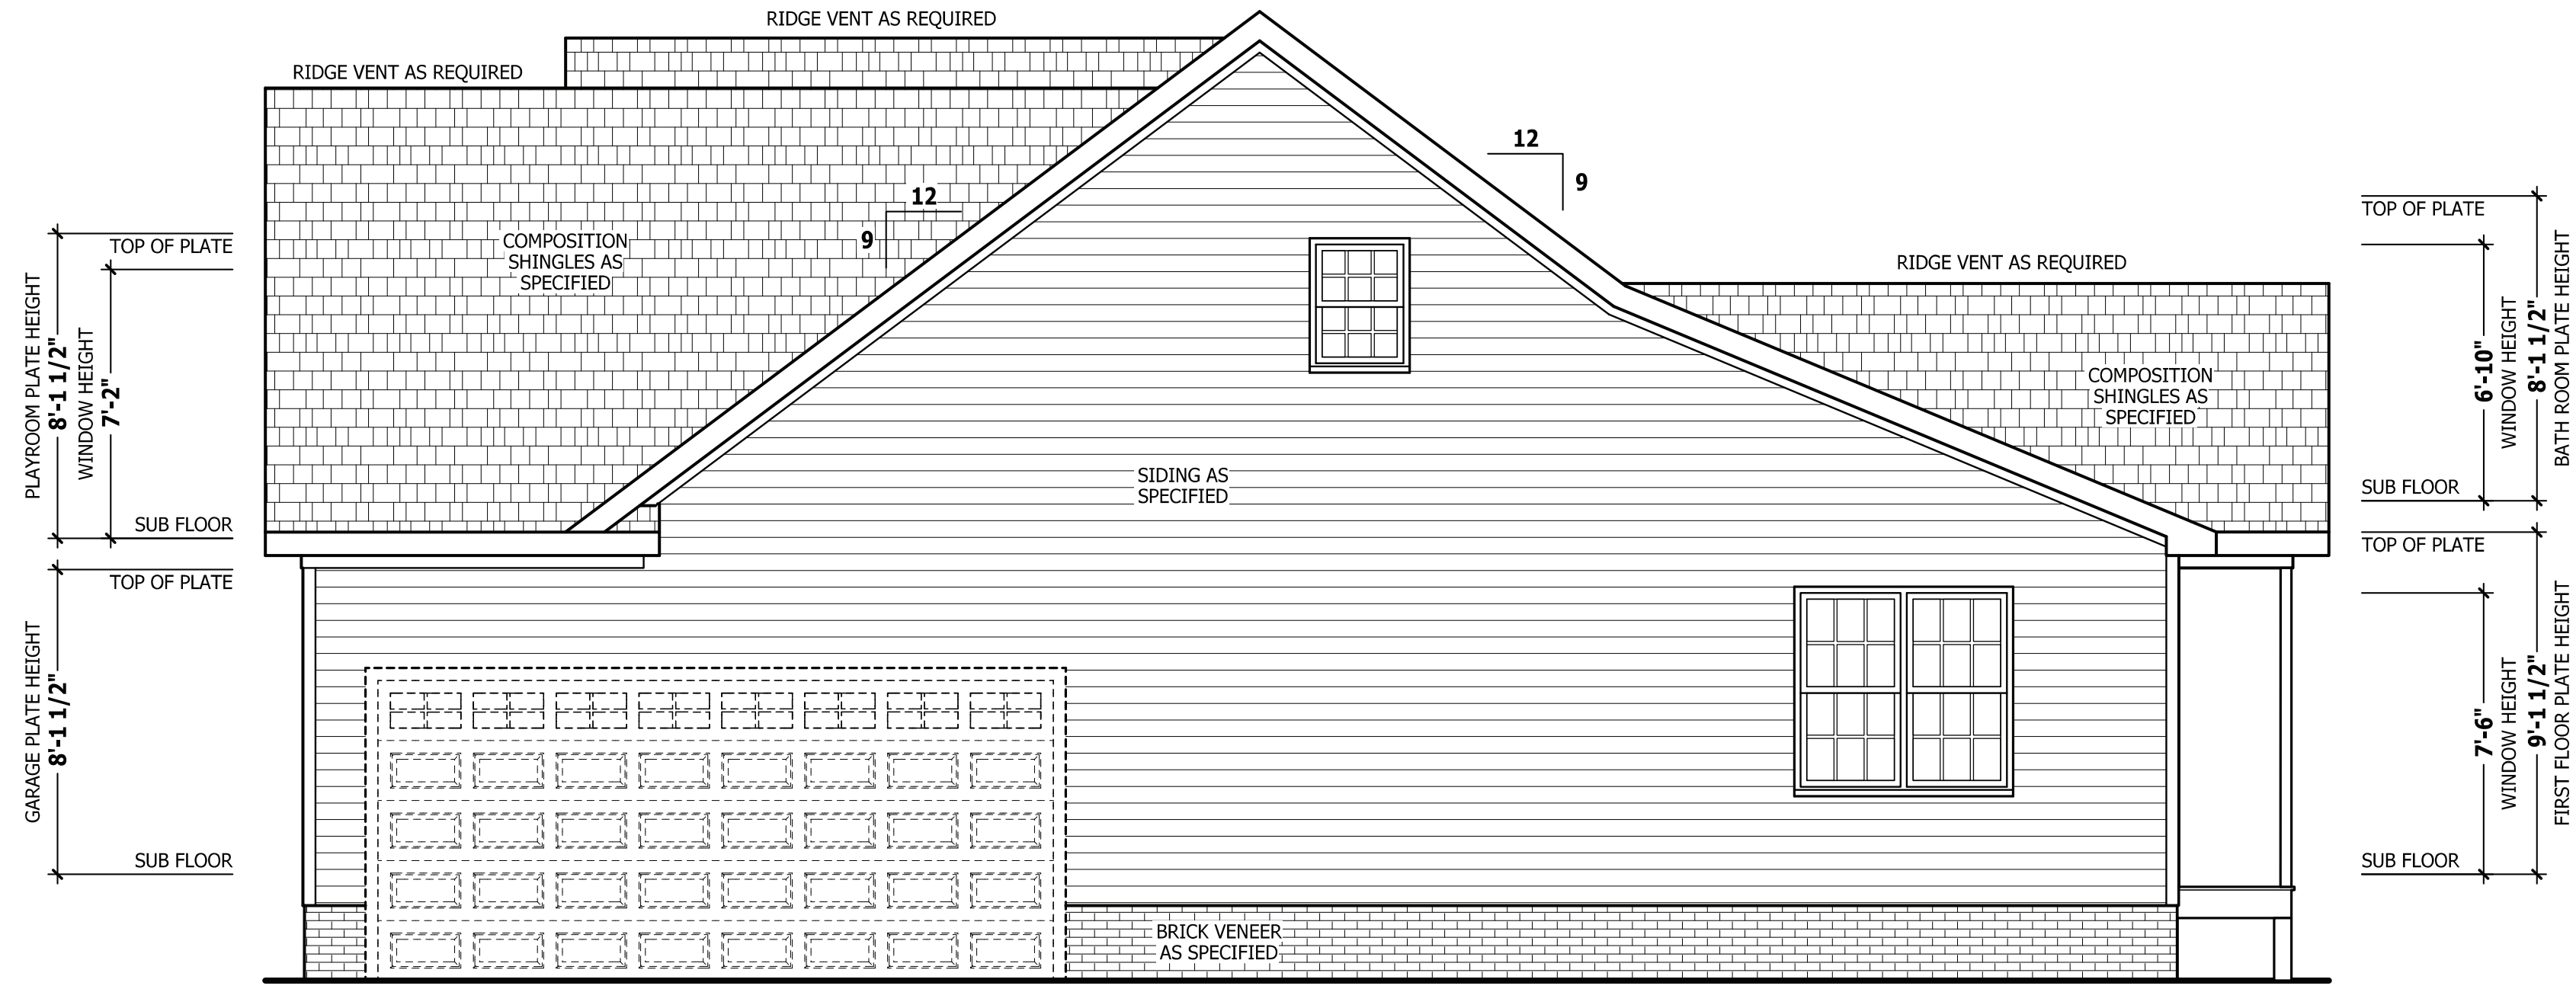 RIDGE VENT AS REQUIRED
RIDGE VENT AS REQUIRED
12
9
12
9
COMPOSITION
SHINGLES AS
SPECIFIED
RIDGE VENT AS REQUIRED
COMPOSITION
SHINGLES AS
SPECIFIED
SIDING AS
SPECIFIED
BRICK VENEER
AS SPECIFIED
TOP OF PLATE
PLAYROOM PLATE HEIGHT
8'-1 1/2"
WINDOW HEIGHT
7'-2"
SUB FLOOR
TOP OF PLATE
GARAGE PLATE HEIGHT
8'-1 1/2"
SUB FLOOR
TOP OF PLATE
6'-10"
WINDOW HEIGHT
8'-1 1/2"
BATH ROOM PLATE HEIGHT
SUB FLOOR
TOP OF PLATE
7'-6"
WINDOW HEIGHT
9'-1 1/2"
FIRST FLOOR PLATE HEIGHT
SUB FLOOR